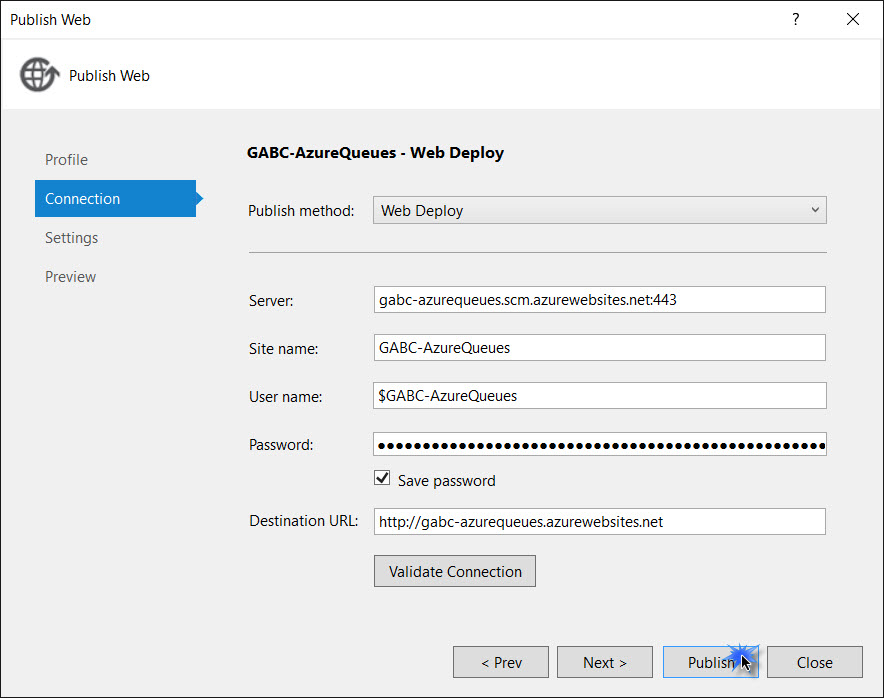 Publish Web
?
Publish Web
Profile
Connection
Settings
Preview
GABC-AzureQueues - Web Deploy
Publish method: Web Deploy
Server: gabc-azurequeues.scm.azurewebsites.net:443
Site name: GABC-AzureQueues
User name: $GABC-AzureQueues
Password: ●●●●●●●●●●●●●●●●●●●●●●●●●●●●●●●●●●●●●●●●●●●●●●●●●●
Save password
Destination URL: http://gabc-azurequeues.azurewebsites.net
Validate Connection
< Prev Next > Publish Close